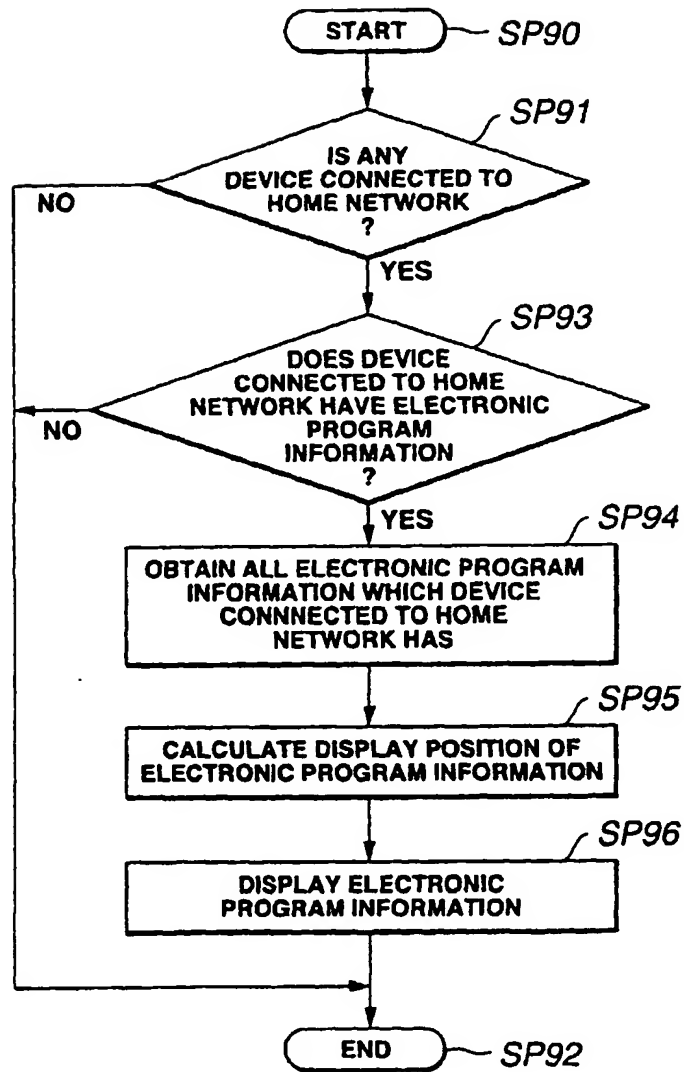 START
SP90
SP91
IS ANY
DEVICE CONNECTED TO
HOME NETWORK
?
NO
YES
SP93
DOES DEVICE
CONNECTED TO HOME
NETWORK HAVE ELECTRONIC
PROGRAM
INFORMATION
?
NO
YES
SP94
OBTAIN ALL ELECTRONIC PROGRAM
INFORMATION WHICH DEVICE
CONNNECTED TO HOME
NETWORK HAS
SP95
CALCULATE DISPLAY POSITION OF
ELECTRONIC PROGRAM INFORMATION
SP96
DISPLAY ELECTRONIC
PROGRAM INFORMATION
END
SP92